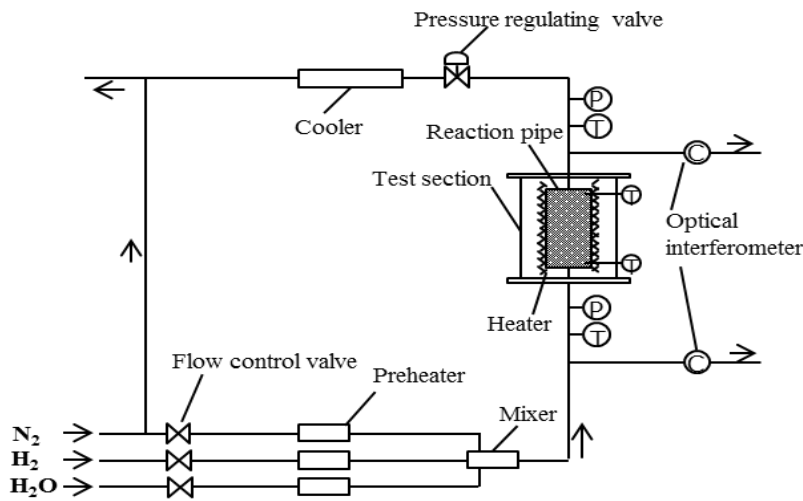 Pressure regulating valve
Cooler
P
T
Reaction pipe
C
Test section
T
Optical
interferometer
T
Heater
P
T
C
Flow control valve
Preheater
Mixer
N₂
H₂
H₂O